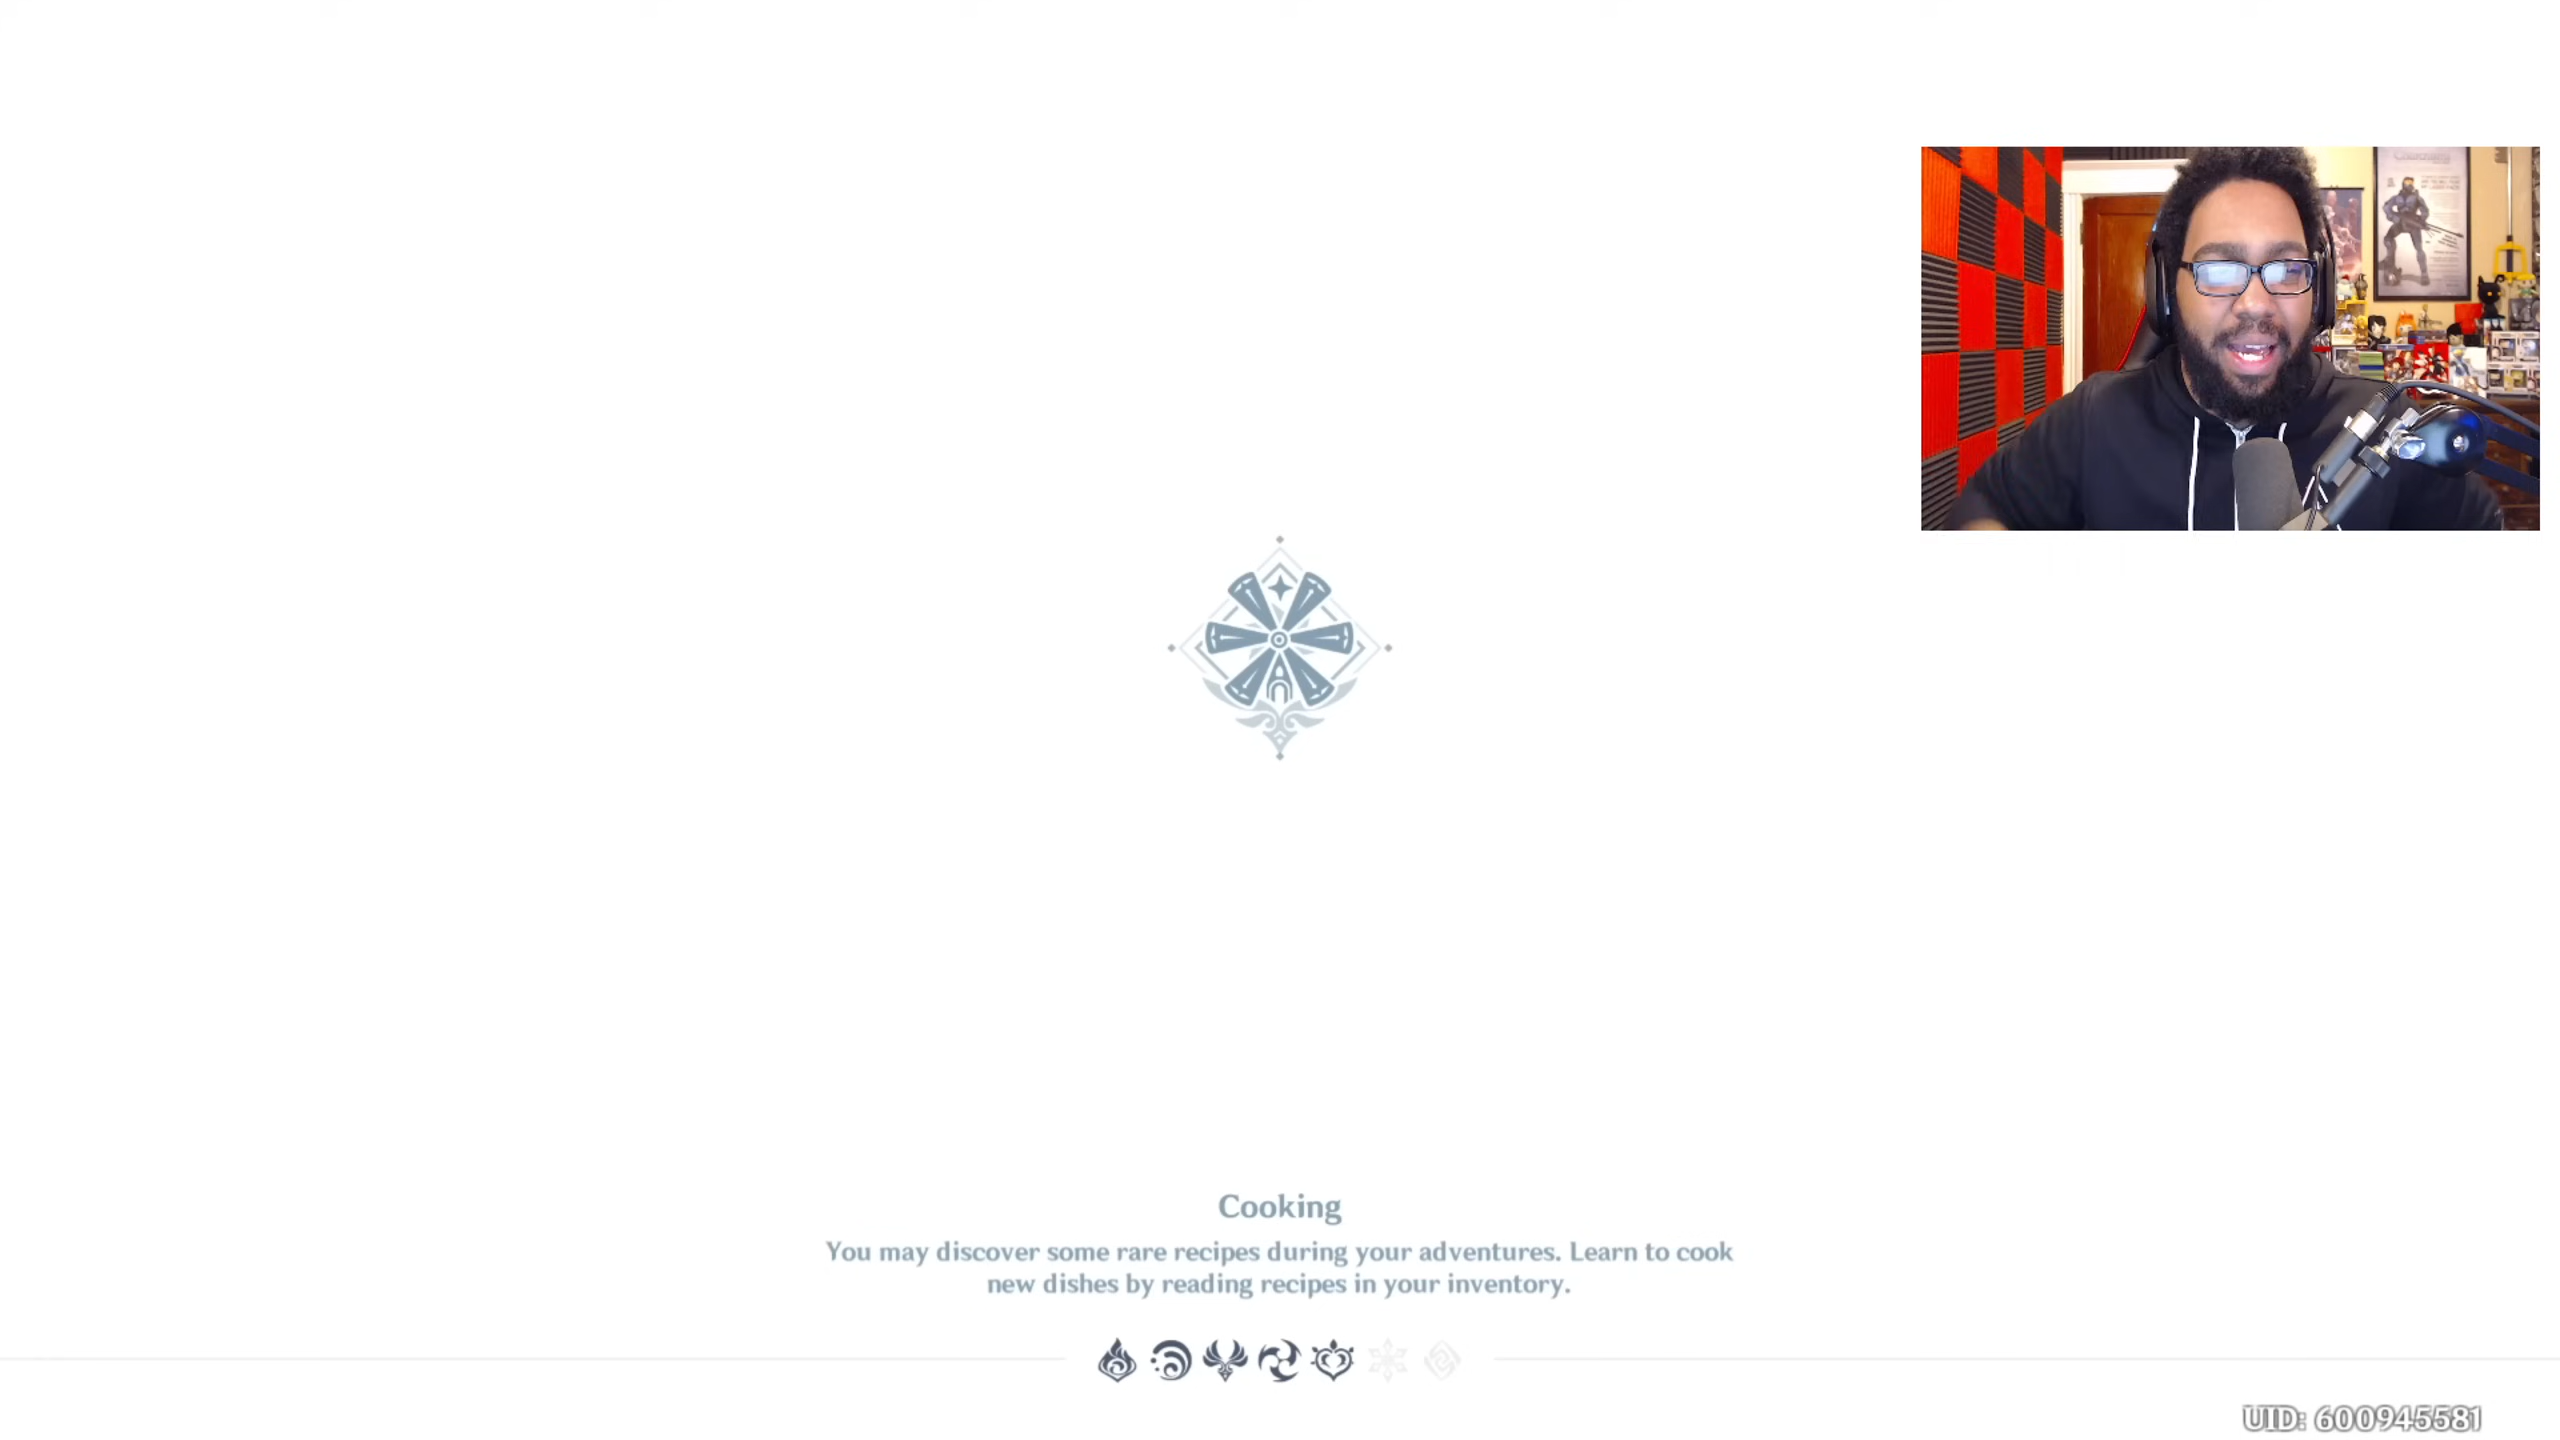 Cooking
You may discover some rare recipes during your adventures. Learn to cook
new dishes by reading recipes in your inventory.
UID: 600945581